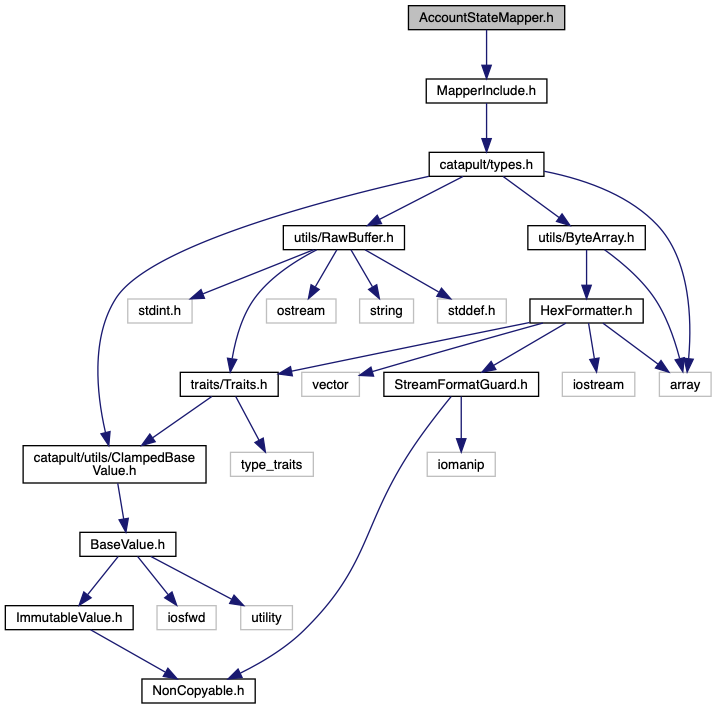 AccountStateMapper.h
MapperInclude.h
catapult/types.h
utils/RawBuffer.h
utils/ByteArray.h
stdint.h
ostream
string
stddef.h
HexFormatter.h
traits/Traits.h
vector
StreamFormatGuard.h
iostream
array
catapult/utils/ClampedBase
Value.h
type_traits
iomanip
BaseValue.h
ImmutableValue.h
iosfwd
utility
NonCopyable.h